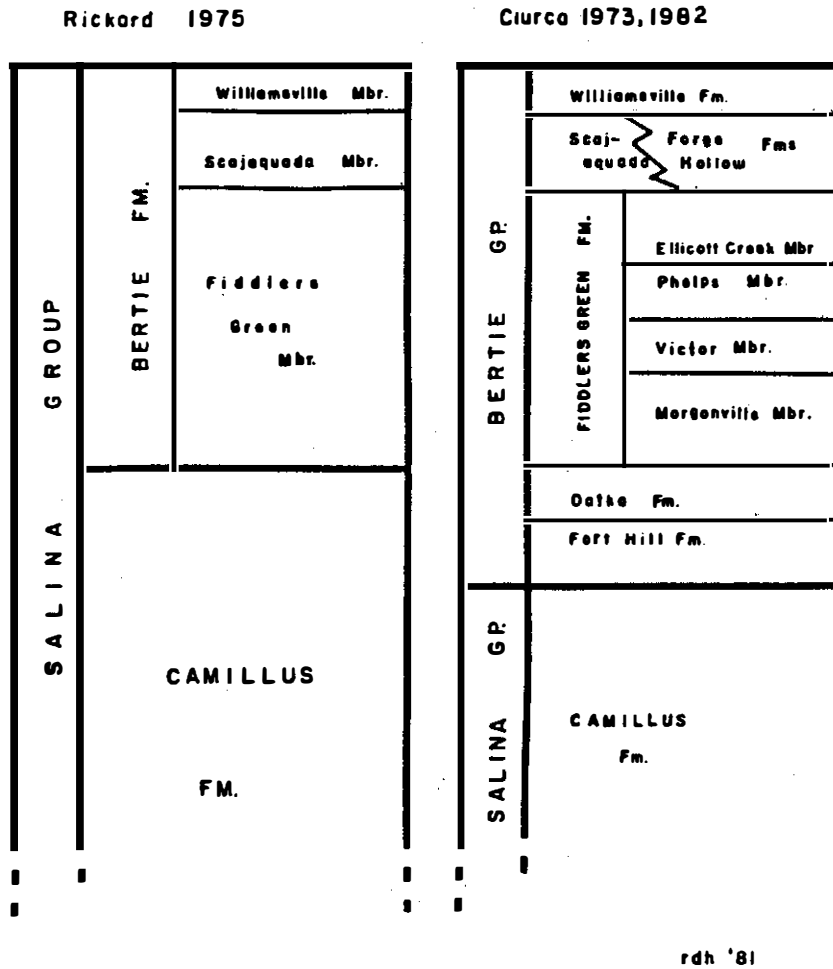 Rickard 1975
Ciurca 1973,1982
SALINA GROUP
BERTIE FM.
Williamsville Mbr.
Scajaquada Mbr.
Fiddlers
Green
Mbr.
CAMILLUS
FM.
BERTIE GP.
Williamsville Fm.
Scaj-
aquada
Forge
Hollow
Fms
FIDDLERS GREEN FM.
Ellicott Creek Mbr
Phelps Mbr.
Victor Mbr.
Morganville Mbr.
Oatka Fm.
Fort Hill Fm.
SALINA GP.
CAMILLUS
Fm.
rdh '81